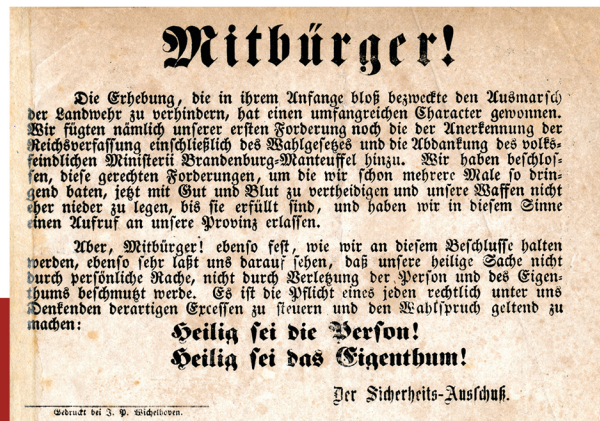 Mitbürger!
Die Erhebung, die in ihrem Anfange bloß bezweckte den Ausmarsch
der Landwehr zu verhindern, hat einen umfangreichen Character gewonnen.
Wir fügten nämlich unserer ersten Forderung noch die der Anerkennung der
Reichsverfassung einschließlich des Wahlgesetzes und die Abdankung des volks-
feindlichen Ministerii Brandenburg-Manteuffel hinzu. Wir haben beschlos-
sen, diese gerechten Forderungen, um die wir schon mehrere Male so drin-
gend baten, jetzt mit Gut und Blut zu vertheidigen und unsere Waffen nicht
eher nieder zu legen, bis sie erfüllt sind, und haben wir in diesem Sinne
einen Aufruf an unsere Provinz erlassen.
Aber, Mitbürger! ebenso fest, wie wir an diesem Beschlusse halten
werden, ebenso sehr laßt uns darauf sehen, daß unsere heilige Sache nicht
durch persönliche Rache, nicht durch Verletzung der Person und des Eigen-
thums beschmutzt werde. Es ist die Pflicht eines jeden rechtlich unter uns
Denkenden derartigen Excessen zu steuern und den Wahlspruch geltend zu
machen:
Heilig sei die Person!
Heilig sei das Eigenthum!
Der Sicherheits-Ausschuß.
Gedruckt bei J. P. Wichelhoven.